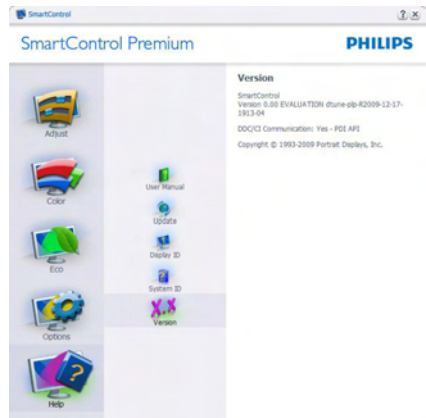 SmartControl
SmartControl Premium
PHILIPS
Adjust
Color
Eco
Options
Help
User Manual
Update
Display ID
System ID
X.X
Version
Version
SmartControl
Version 0.00 EVALUATION dtune-plp-R2009-12-17-
1913-04
DDC/CI Communication: Yes - PDI API
Copyright © 1993-2009 Portrait Displays, Inc.